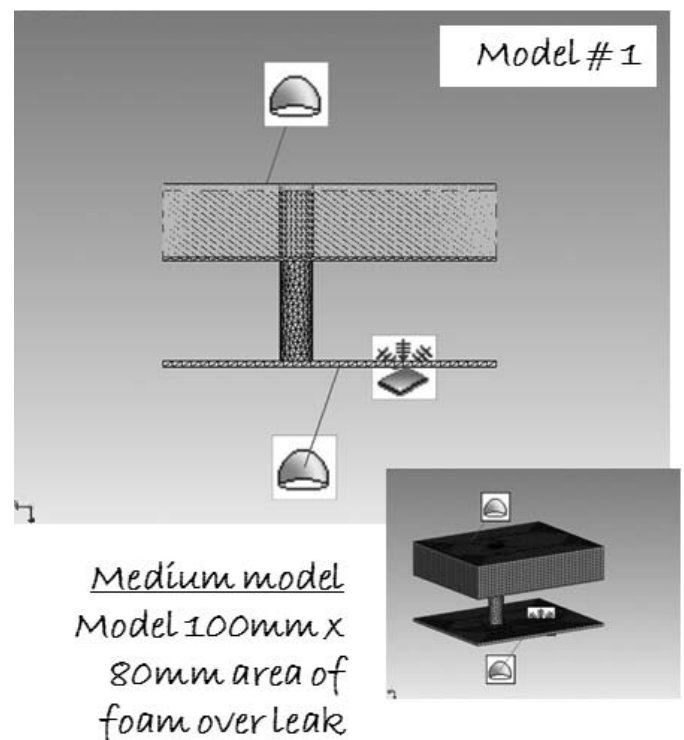 Model # 1
Medium model
Model 100mm x
80mm area of
foam over leak